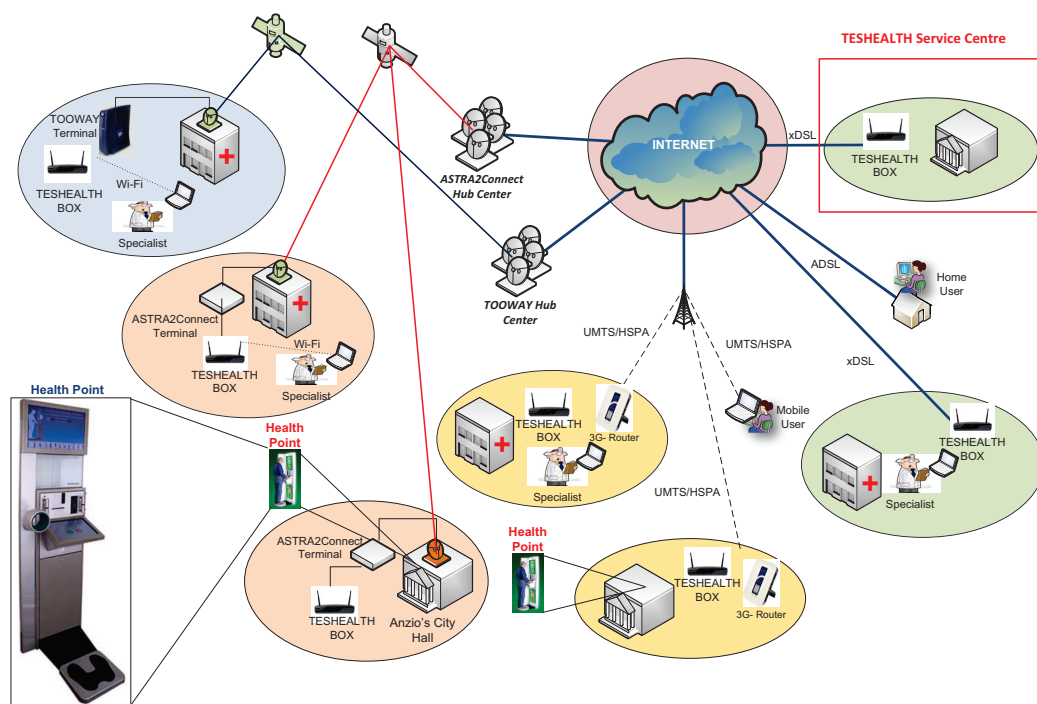 TESHEALTH Service Centre
TOOWAY
Terminal
TESHEALTH
BOX
Wi-Fi
Specialist
ASTRA2Connect
Hub Center
INTERNET
xDSL
TESHEALTH
BOX
TOOWAY Hub
Center
ADSL
Home
User
ASTRA2Connect
Terminal
Wi-Fi
TESHEALTH
BOX
Specialist
UMTS/HSPA
UMTS/HSPA
xDSL
Health Point
Health
Point
TESHEALTH
BOX
3G- Router
Specialist
Mobile
User
TESHEALTH
BOX
Specialist
UMTS/HSPA
ASTRA2Connect
Terminal
TESHEALTH
BOX
Anzio's City
Hall
Health
Point
TESHEALTH
BOX
3G- Router